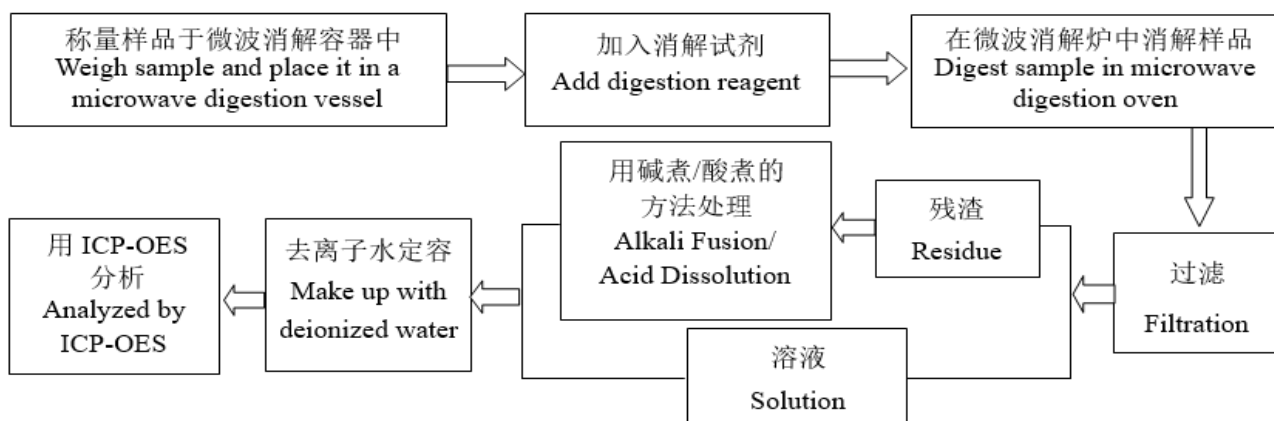 称量样品于微波消解容器中
Weigh sample and place it in a
microwave digestion vessel
加入消解试剂
Add digestion reagent
在微波消解炉中消解样品
Digest sample in microwave
digestion oven
过滤
Filtration
残渣
Residue
用碱煮/酸煮的
方法处理
Alkali Fusion/
Acid Dissolution
溶液
Solution
去离子水定容
Make up with
deionized water
用 ICP-OES
分析
Analyzed by
ICP-OES